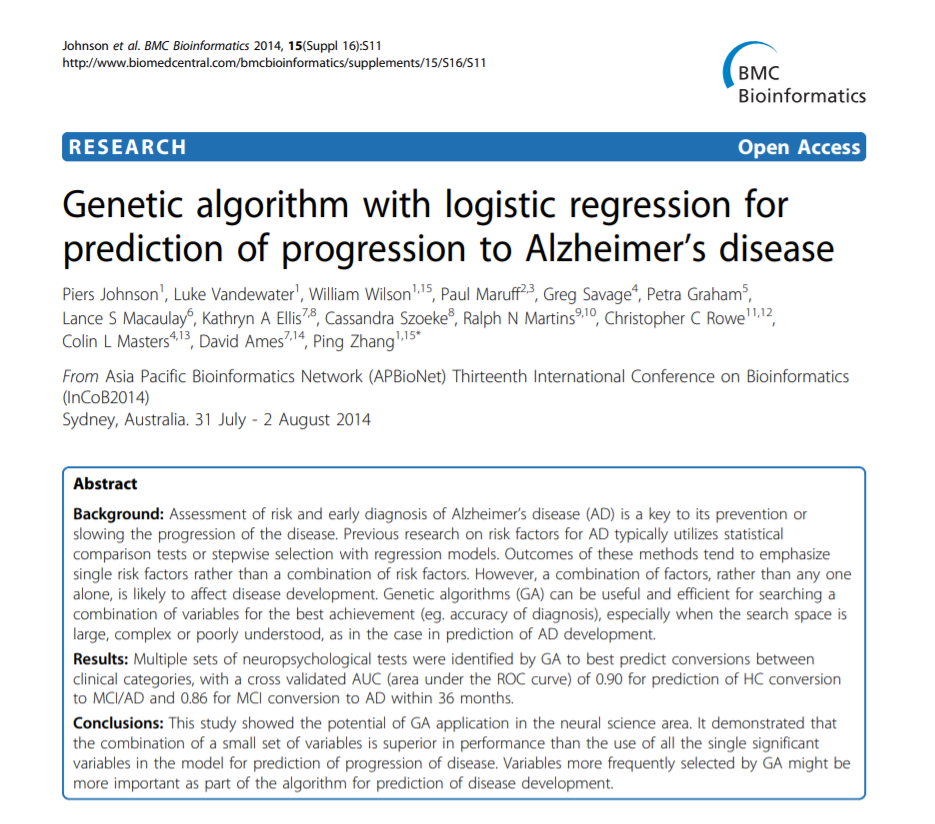 Johnson et al. BMC Bioinformatics 2014, 15(Suppl 16):S11
http://www.biomedcentral.com/bmcbioinformatics/supplements/15/S16/S11
BMC
Bioinformatics
RESEARCH
Open Access
Genetic algorithm with logistic regression for
prediction of progression to Alzheimer's disease
Piers Johnson1, Luke Vandewater1, William Wilson1,15, Paul Maruff2,3, Greg Savage4, Petra Graham5,
Lance S Macaulay6, Kathryn A Ellis7,8, Cassandra Szoeke8, Ralph N Martins9,10, Christopher C Rowe11,12,
Colin L Masters4,13, David Ames7,14, Ping Zhang1,15*
From Asia Pacific Bioinformatics Network (APBioNet) Thirteenth International Conference on Bioinformatics
(InCoB2014)
Sydney, Australia. 31 July - 2 August 2014
Abstract
Background: Assessment of risk and early diagnosis of Alzheimer's disease (AD) is a key to its prevention or
slowing the progression of the disease. Previous research on risk factors for AD typically utilizes statistical
comparison tests or stepwise selection with regression models. Outcomes of these methods tend to emphasize
single risk factors rather than a combination of risk factors. However, a combination of factors, rather than any one
alone, is likely to affect disease development. Genetic algorithms (GA) can be useful and efficient for searching a
combination of variables for the best achievement (eg. accuracy of diagnosis), especially when the search space is
large, complex or poorly understood, as in the case in prediction of AD development.
Results: Multiple sets of neuropsychological tests were identified by GA to best predict conversions between
clinical categories, with a cross validated AUC (area under the ROC curve) of 0.90 for prediction of HC conversion
to MCI/AD and 0.86 for MCI conversion to AD within 36 months.
Conclusions: This study showed the potential of GA application in the neural science area. It demonstrated that
the combination of a small set of variables is superior in performance than the use of all the single significant
variables in the model for prediction of progression of disease. Variables more frequently selected by GA might be
more important as part of the algorithm for prediction of disease development.